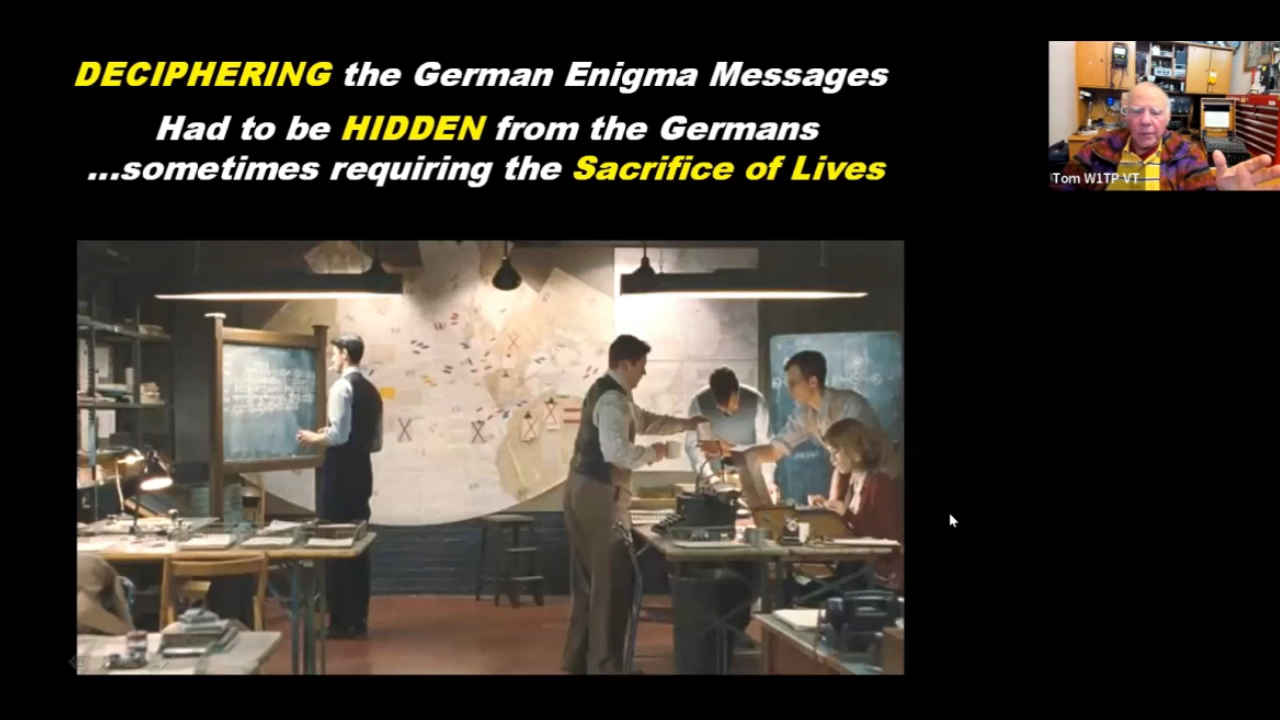 DECIPHERING the German Enigma Messages
Had to be HIDDEN from the Germans
...sometimes requiring the Sacrifice of Lives
Tom W1TP VT